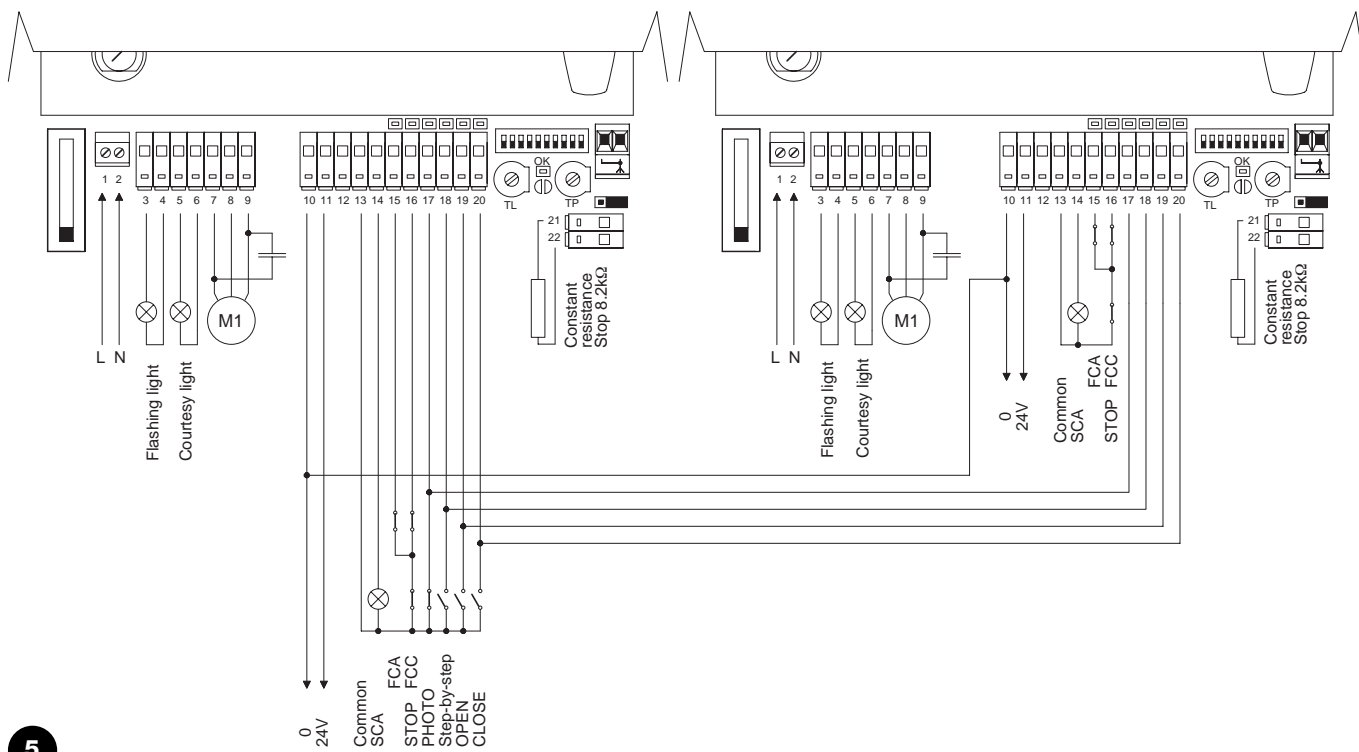 OK
1 2 3 4 5 6 7 8 9 10 11 12 13 14 15 16 17 18 19 20
TL TP
21
22
Constant
resistance
Stop 8.2kΩ
M1
L N
Flashing light
Courtesy light
0
24V
Common
SCA
FCA
STOP FCC
PHOTO
Step-by-step
OPEN
CLOSE
OK
1 2 3 4 5 6 7 8 9 10 11 12 13 14 15 16 17 18 19 20
TL TP
21
22
Constant
resistance
Stop 8.2kΩ
M1
L N
Flashing light
Courtesy light
0
24V
Common
SCA
FCA
STOP FCC
5